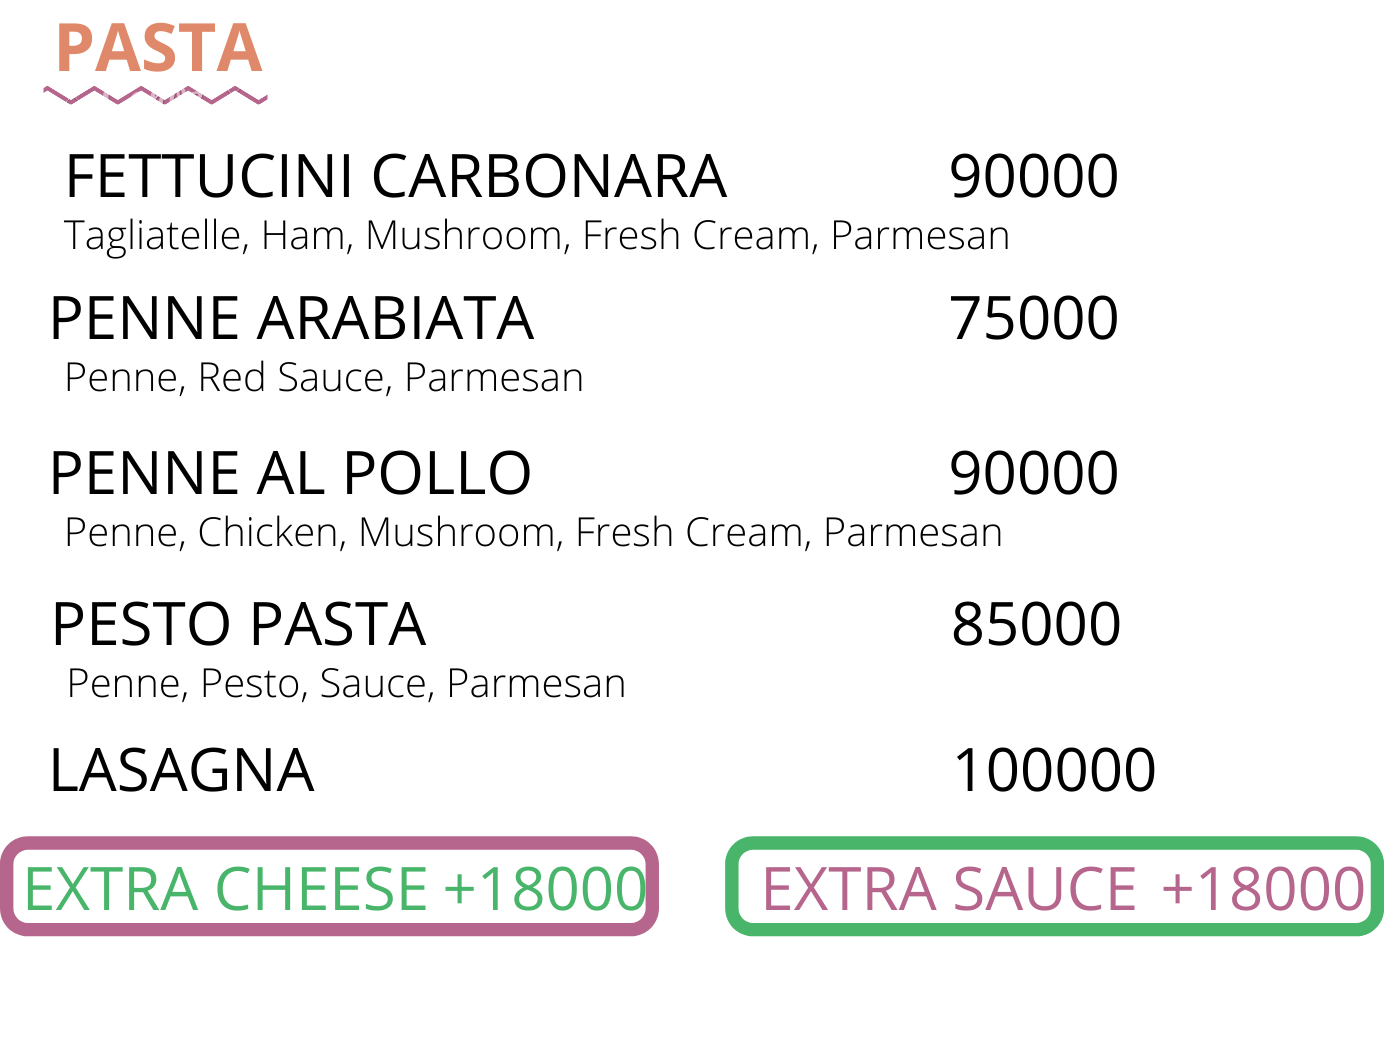 PASTA
FETTUCINI CARBONARA 90000
Tagliatelle, Ham, Mushroom, Fresh Cream, Parmesan
PENNE ARABIATA 75000
Penne, Red Sauce, Parmesan
PENNE AL POLLO 90000
Penne, Chicken, Mushroom, Fresh Cream, Parmesan
PESTO PASTA 85000
Penne, Pesto, Sauce, Parmesan
LASAGNA 100000
EXTRA CHEESE +18000
EXTRA SAUCE +18000